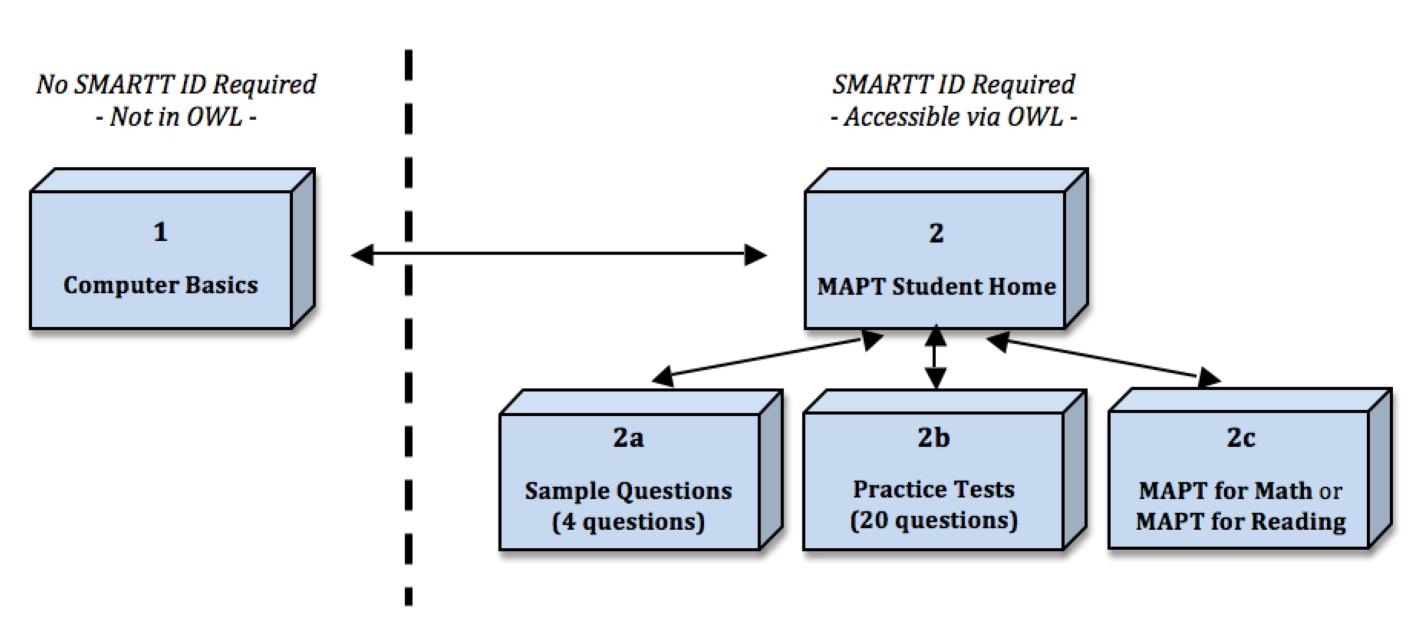 No SMARTT ID Required
- Not in OWL -
SMARTT ID Required
- Accessible via OWL -
1
Computer Basics
2
MAPT Student Home
2a
Sample Questions
(4 questions)
2b
Practice Tests
(20 questions)
2c
MAPT for Math or
MAPT for Reading